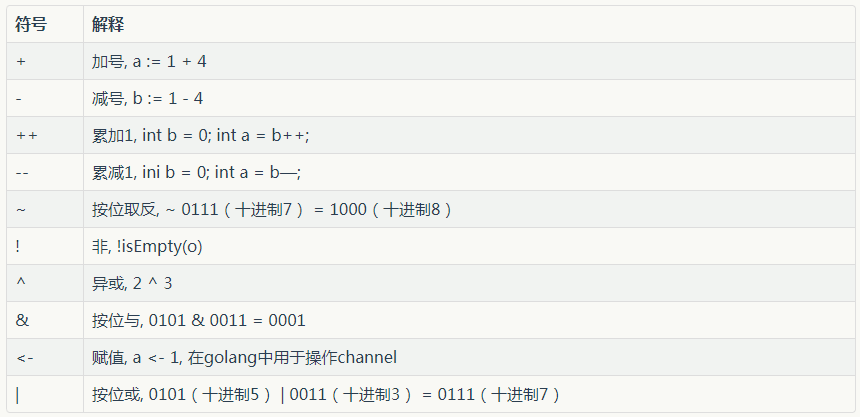 符号 解释
+ 加号, a := 1 + 4
- 减号, b := 1 - 4
++ 累加1, int b = 0; int a = b++;
-- 累减1, ini b = 0; int a = b—;
~ 按位取反, ~ 0111（十进制7） = 1000（十进制8）
! 非, !isEmpty(o)
^ 异或, 2 ^ 3
& 按位与, 0101 & 0011 = 0001
<- 赋值, a <- 1, 在golang中用于操作channel
| 按位或, 0101（十进制5） | 0011（十进制3） = 0111（十进制7）